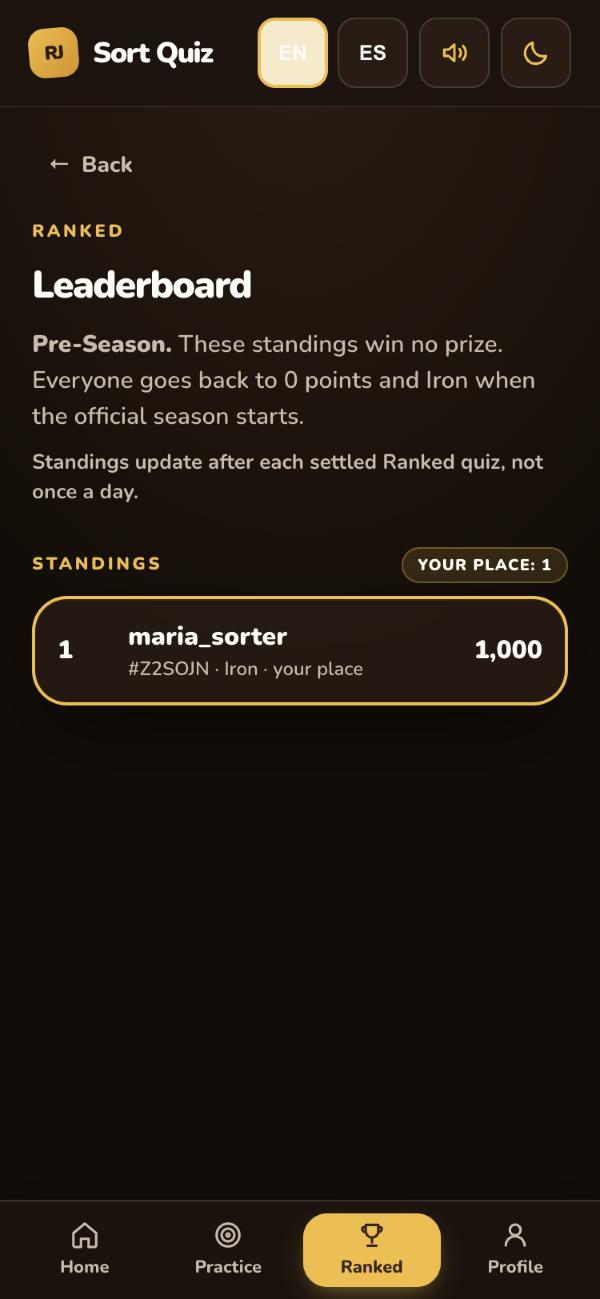 RJ Sort Quiz EN ES
← Back
RANKED
Leaderboard
Pre-Season. These standings win no prize.
Everyone goes back to 0 points and Iron when
the official season starts.
Standings update after each settled Ranked quiz, not
once a day.
STANDINGS YOUR PLACE: 1
1 maria_sorter 1,000
#Z2SOJN · Iron · your place
Home Practice Ranked Profile